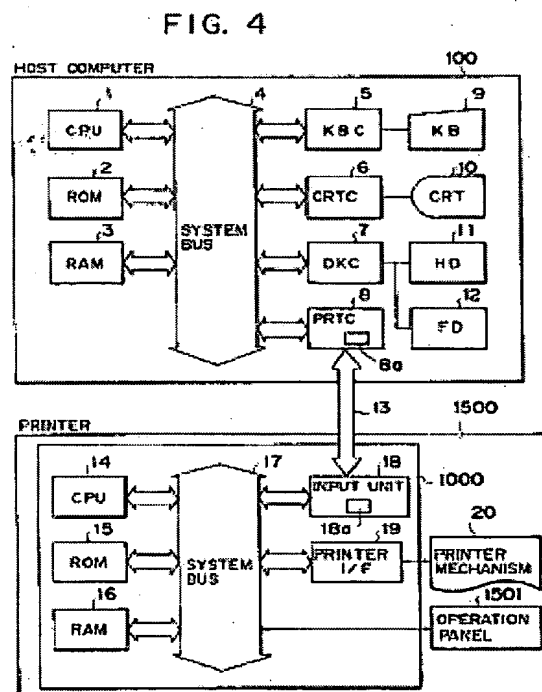 FIG. 4
HOST COMPUTER
100
1
4
5
9
CPU
KBC
KB
2
6
10
ROM
CRTC
CRT
3
SYSTEM
BUS
7
11
RAM
DKC
HD
8
12
PRTC
FD
8a
13
PRINTER
1500
14
17
18
CPU
INPUT UNIT
1000
18a
15
19
20
ROM
SYSTEM
BUS
PRINTER
I/F
PRINTER
MECHANISM
16
1501
RAM
OPERATION
PANEL